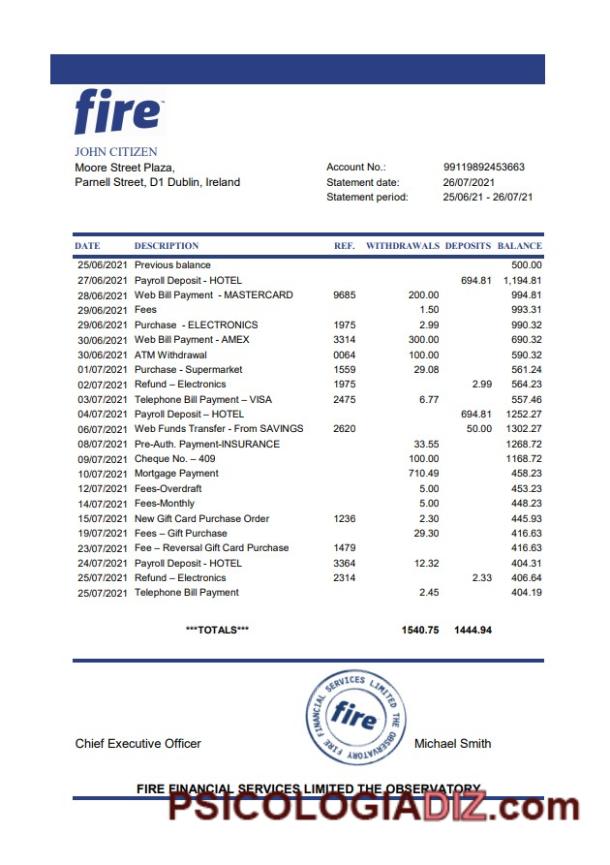 fire
JOHN CITIZEN
Moore Street Plaza,
Parnell Street, D1 Dublin, Ireland
Account No.: 99119892453663
Statement date: 26/07/2021
Statement period: 25/06/21 - 26/07/21
DATE DESCRIPTION REF. WITHDRAWALS DEPOSITS BALANCE
25/06/2021 Previous balance 500.00
27/06/2021 Payroll Deposit - HOTEL 694.81 1,194.81
28/06/2021 Web Bill Payment - MASTERCARD 9685 200.00 994.81
29/06/2021 Fees 1.50 993.31
29/06/2021 Purchase - ELECTRONICS 1975 2.99 990.32
30/06/2021 Web Bill Payment - AMEX 3314 300.00 690.32
30/06/2021 ATM Withdrawal 0064 100.00 590.32
01/07/2021 Purchase - Supermarket 1559 29.08 561.24
02/07/2021 Refund – Electronics 1975 2.99 564.23
03/07/2021 Telephone Bill Payment – VISA 2475 6.77 557.46
04/07/2021 Payroll Deposit – HOTEL 694.81 1252.27
06/07/2021 Web Funds Transfer - From SAVINGS 2620 50.00 1302.27
08/07/2021 Pre-Auth. Payment-INSURANCE 33.55 1268.72
09/07/2021 Cheque No. – 409 100.00 1168.72
10/07/2021 Mortgage Payment 710.49 458.23
12/07/2021 Fees-Overdraft 5.00 453.23
14/07/2021 Fees-Monthly 5.00 448.23
15/07/2021 New Gift Card Purchase Order 1236 2.30 445.93
19/07/2021 Fees – Gift Purchase 29.30 416.63
23/07/2021 Fee – Reversal Gift Card Purchase 1479 416.63
24/07/2021 Payroll Deposit - HOTEL 3364 12.32 404.31
25/07/2021 Refund – Electronics 2314 2.33 406.64
25/07/2021 Telephone Bill Payment 2.45 404.19
***TOTALS*** 1540.75 1444.94
FIRE FINANCIAL SERVICES LIMITED THE OBSERVATORY
fire
Chief Executive Officer Michael Smith
FIRE FINANCIAL SERVICES LIMITED THE OBSERVATORY
PSICOLOGIADIZ.com